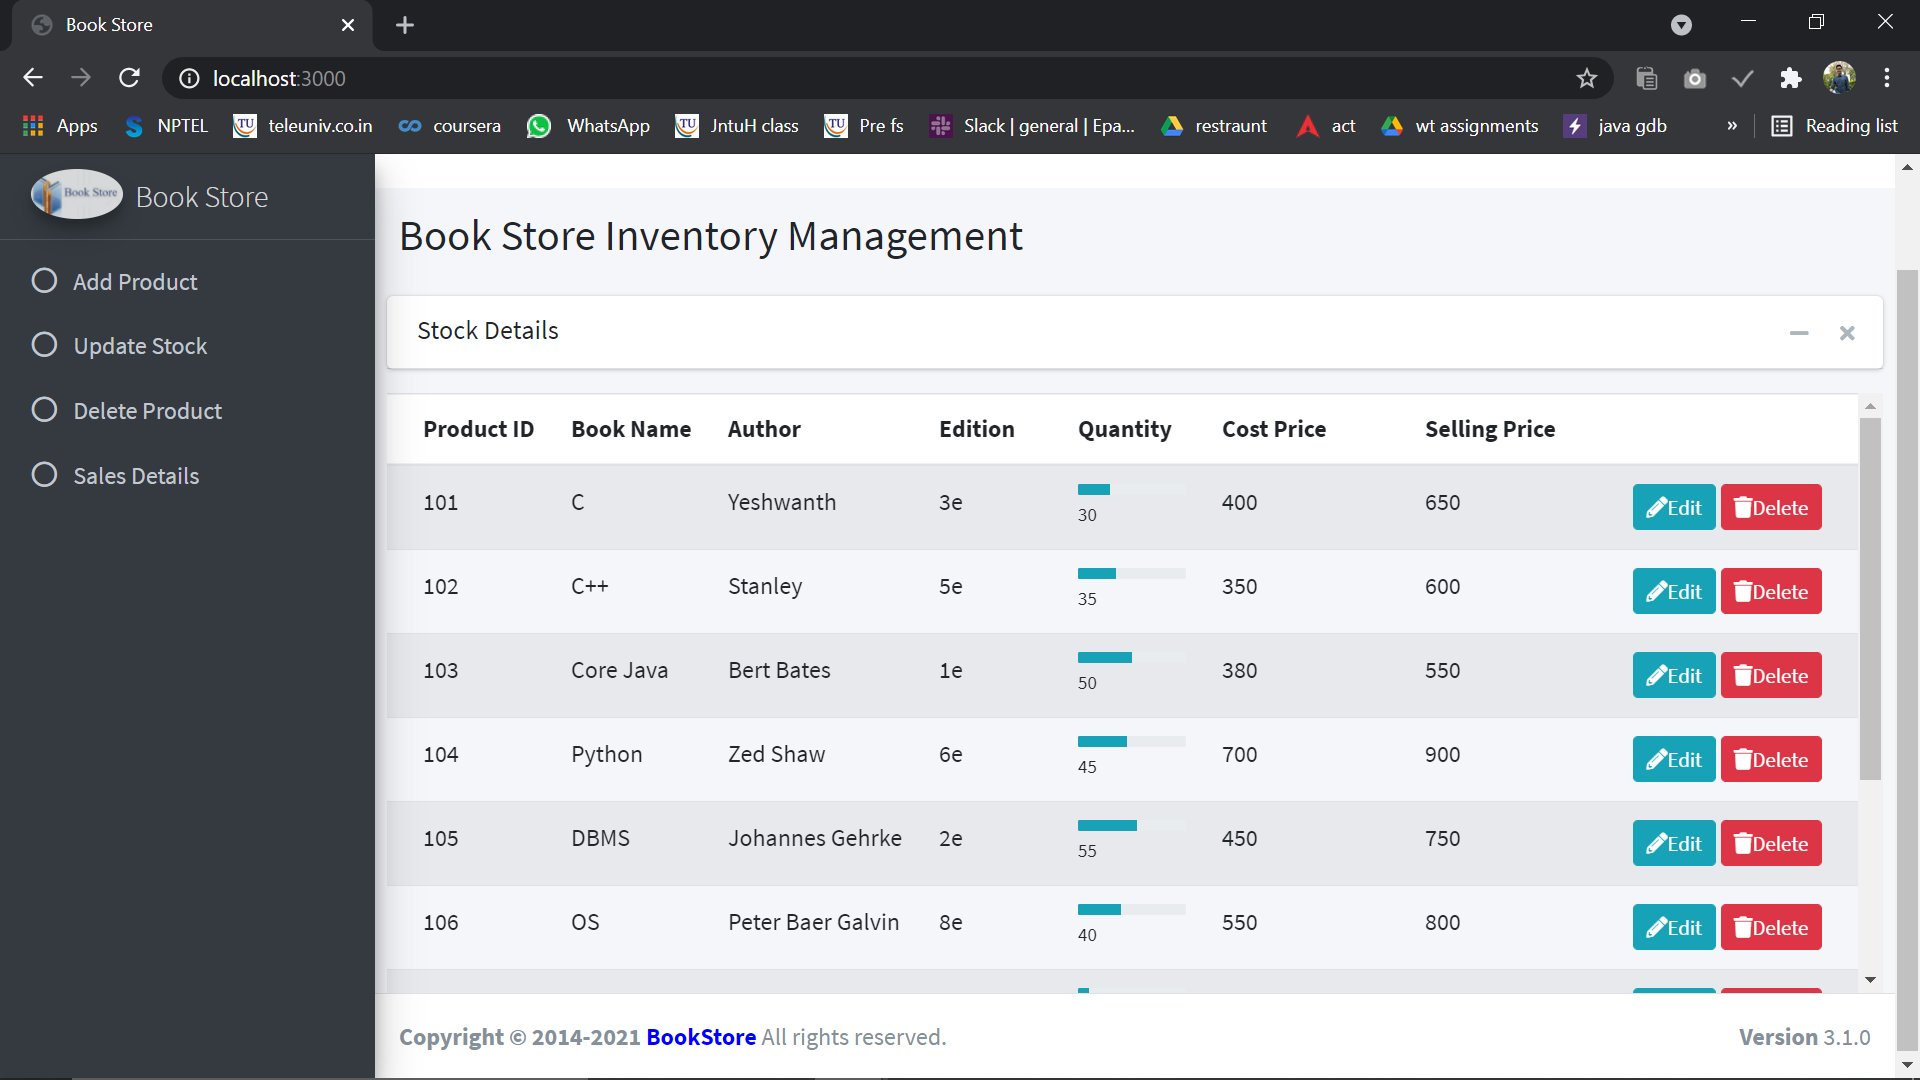 Book Store
localhost:3000
Apps NPTEL teleuniv.co.in coursera WhatsApp JntuH class Pre fs Slack | general | Epa... restraunt act wt assignments java gdb » Reading list
Book Store Book Store
Add Product
Update Stock
Delete Product
Sales Details
Book Store Inventory Management
Stock Details
Product ID Book Name Author Edition Quantity Cost Price Selling Price
101 C Yeshwanth 3e 30 400 650 Edit Delete
102 C++ Stanley 5e 35 350 600 Edit Delete
103 Core Java Bert Bates 1e 50 380 550 Edit Delete
104 Python Zed Shaw 6e 45 700 900 Edit Delete
105 DBMS Johannes Gehrke 2e 55 450 750 Edit Delete
106 OS Peter Baer Galvin 8e 40 550 800 Edit Delete
Copyright © 2014-2021 BookStore All rights reserved. Version 3.1.0